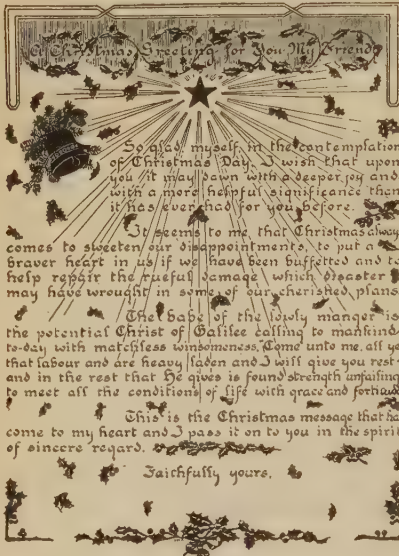 A Christmas Greeting for You My Friend
So glad, myself, in the contemplation
of Christmas Day, I wish that upon
you it may dawn with a deeper joy and
with a more helpful significance than
it has ever had for you before.
It seems to me, that Christmas alway
comes to sweeten our disappointments, to put a
braver heart in us if we have been buffetted and to
help repair the rueful damage which disaster
may have wrought in some of our cherished plans
The babe of the lowly manger is
the potential Christ of Galilee calling to mankind
to-day with matchless winsomeness, "Come unto me, all ye
that labour and are heavy laden and I will give you rest"
and in the rest that He gives is found strength unfailing
to meet all the conditions of life with grace and fortitude
This is the Christmas message that ha
come to my heart and I pass it on to you in the spirit
of sincere regard.
Faithfully yours,